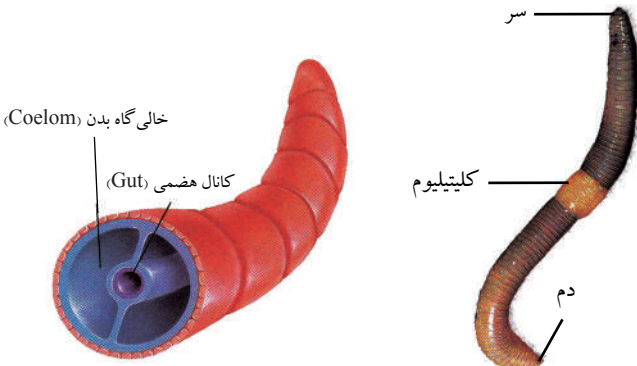 سر
خالی‌گاه بدن (Coelom)
کانال هضمی (Gut)
کلیتیلیوم
دم